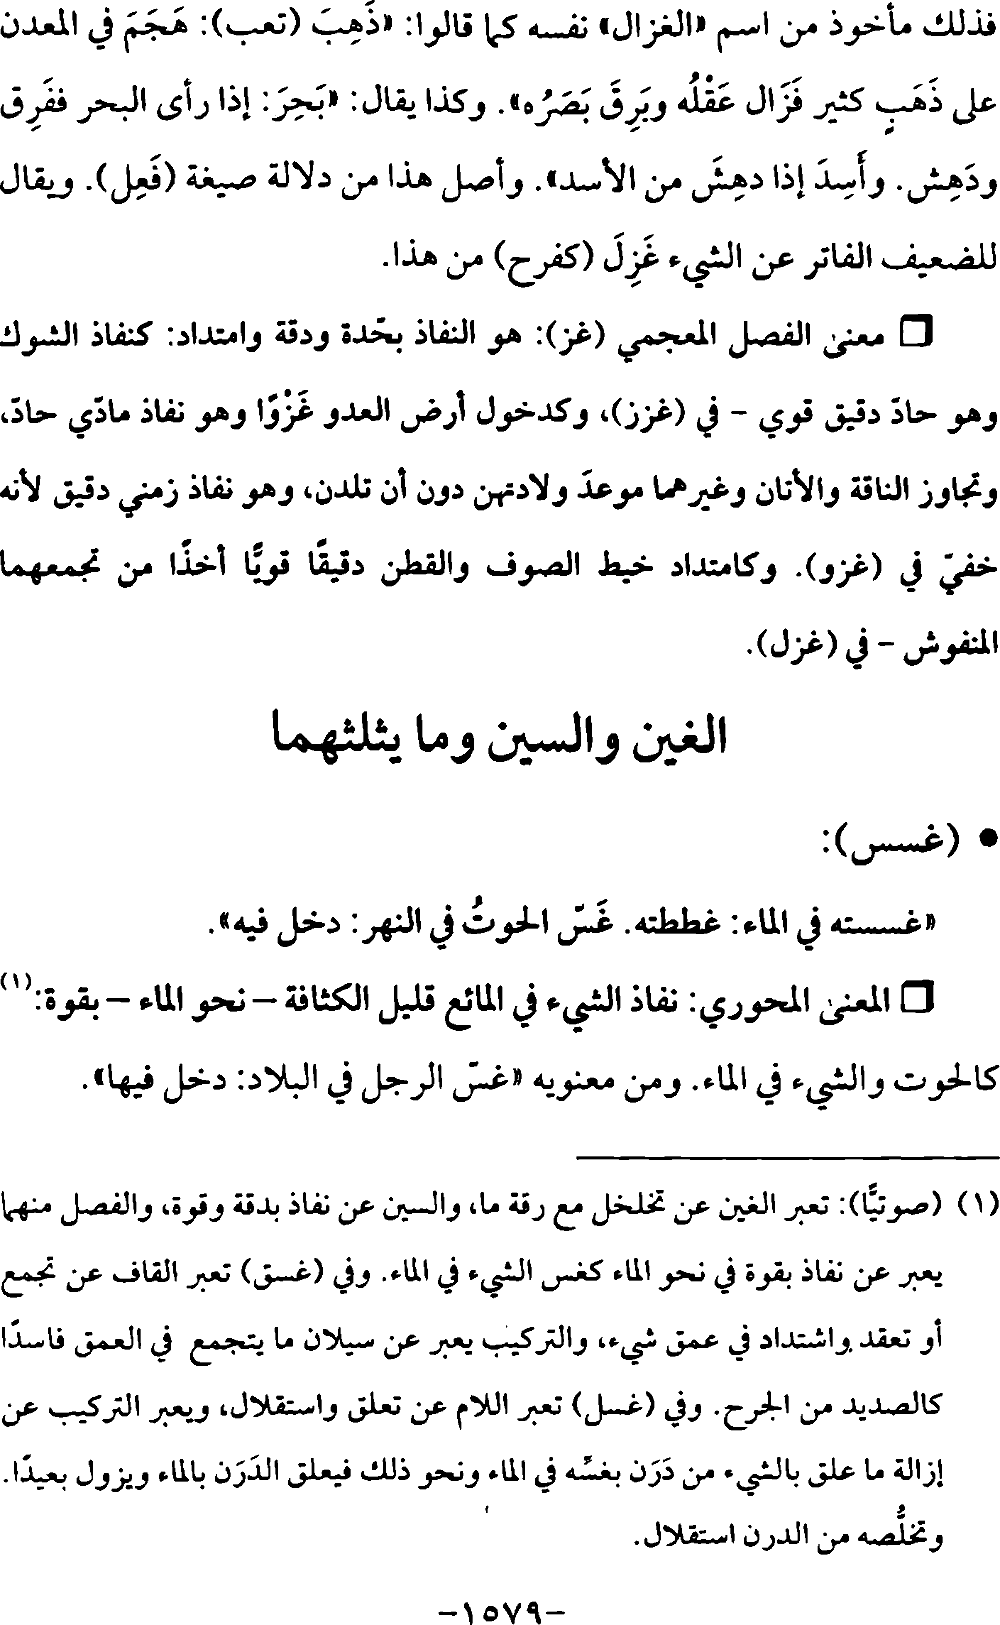 فذلك مأخوذ من اسم «الغزال» نفسه كما قالوا: «ذَهِبَ (تعب): هَجَمَ في المعدن
على ذَهَبٍ كثير فَزَال عَقْلُه وبَرِقَ بَصَرُه». وكذا يقال: «بَحِرَ: إذا رأى البحر ففَرِق
ودَهِش. وأَسِدَ إذا دهِشَ من الأسد». وأصل هذا من دلالة صيغة (فَعِل). ويقال
للضعيف الفاتر عن الشيء غَزِلَ (كفرح) من هذا.
□ معنى الفصل المعجمي (غز): هو النفاذ بحّدة ودقة وامتداد: كنفاذ الشوك
وهو حادّ دقيق قوي - في (غزز)، وكدخول أرض العدو غَزْوًا وهو نفاذ مادّي حادّ،
وتجاوز الناقة والأتان وغيرهما موعدَ ولادتهن دون أن تلدن، وهو نفاذ زمني دقيق لأنه
خفيّ في (غزو). وكامتداد خيط الصوف والقطن دقيقًا قويًّا أخذًا من تجمعهما
المنفوش - في (غزل).
الغين والسين وما يثلثهما
• (غسس):
«غسسته في الماء: غططته. غَسّ الحوتُ في النهر: دخل فيه».
□ المعنى المحوري: نفاذ الشيء في المائع قليل الكثافة – نحو الماء – بقوة:(١)
كالحوت والشيء في الماء. ومن معنويه «غسّ الرجل في البلاد: دخل فيها».
(١) (صوتيًّا): تعبر الغين عن تخلخل مع رقة ما، والسين عن نفاذ بدقة وقوة، والفصل منهما
يعبر عن نفاذ بقوة في نحو الماء كغس الشيء في الماء. وفي (غسق) تعبر القاف عن تجمع
أو تعقد واشتداد في عمق شيء، والتركيب يعبر عن سيلان ما يتجمع في العمق فاسدًا
كالصديد من الجرح. وفي (غسل) تعبر اللام عن تعلق واستقلال، ويعبر التركيب عن
إزالة ما علق بالشيء من دَرَن بغسِّه في الماء ونحو ذلك فيعلق الدَرَن بالماء ويزول بعيدًا.
وتخلُّصُه من الدرن استقلال.
-١٥٧٩-